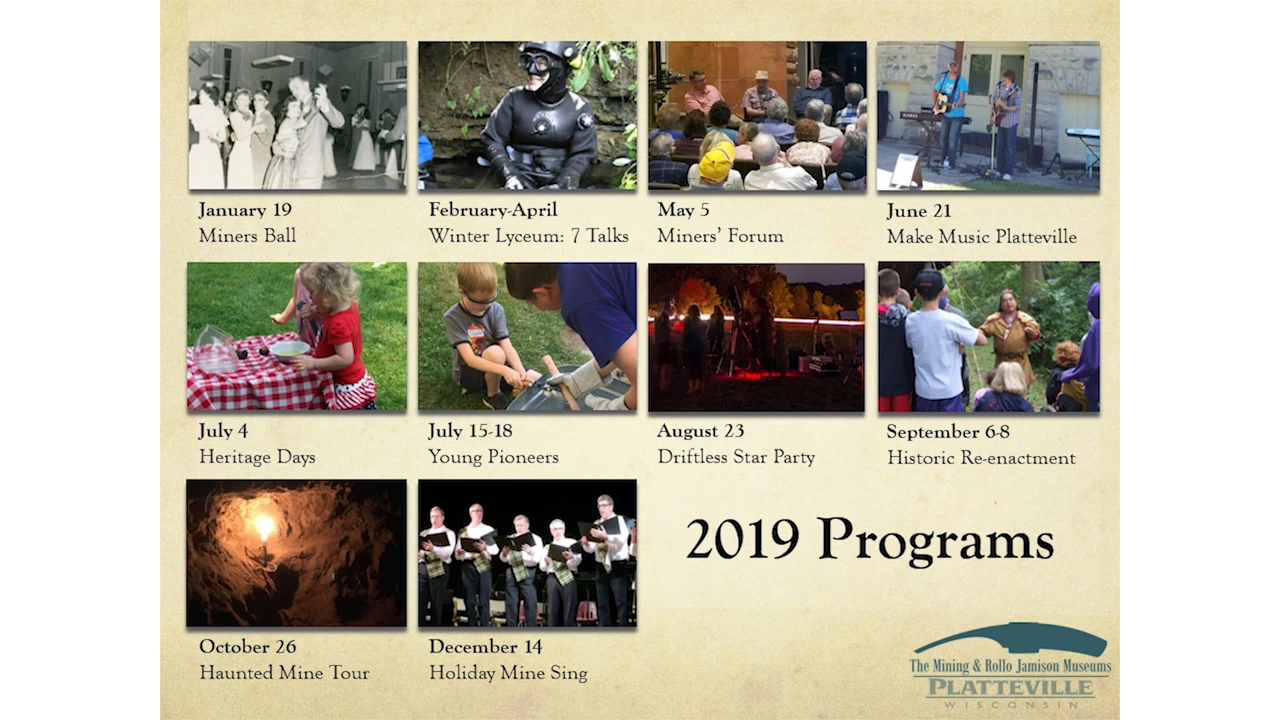 January 19
Miners Ball
February-April
Winter Lyceum: 7 Talks
May 5
Miners' Forum
June 21
Make Music Platteville
July 4
Heritage Days
July 15-18
Young Pioneers
August 23
Driftless Star Party
September 6-8
Historic Re-enactment
October 26
Haunted Mine Tour
December 14
Holiday Mine Sing
2019 Programs
The Mining & Rollo Jamison Museums
PLATTEVILLE
WISCONSIN